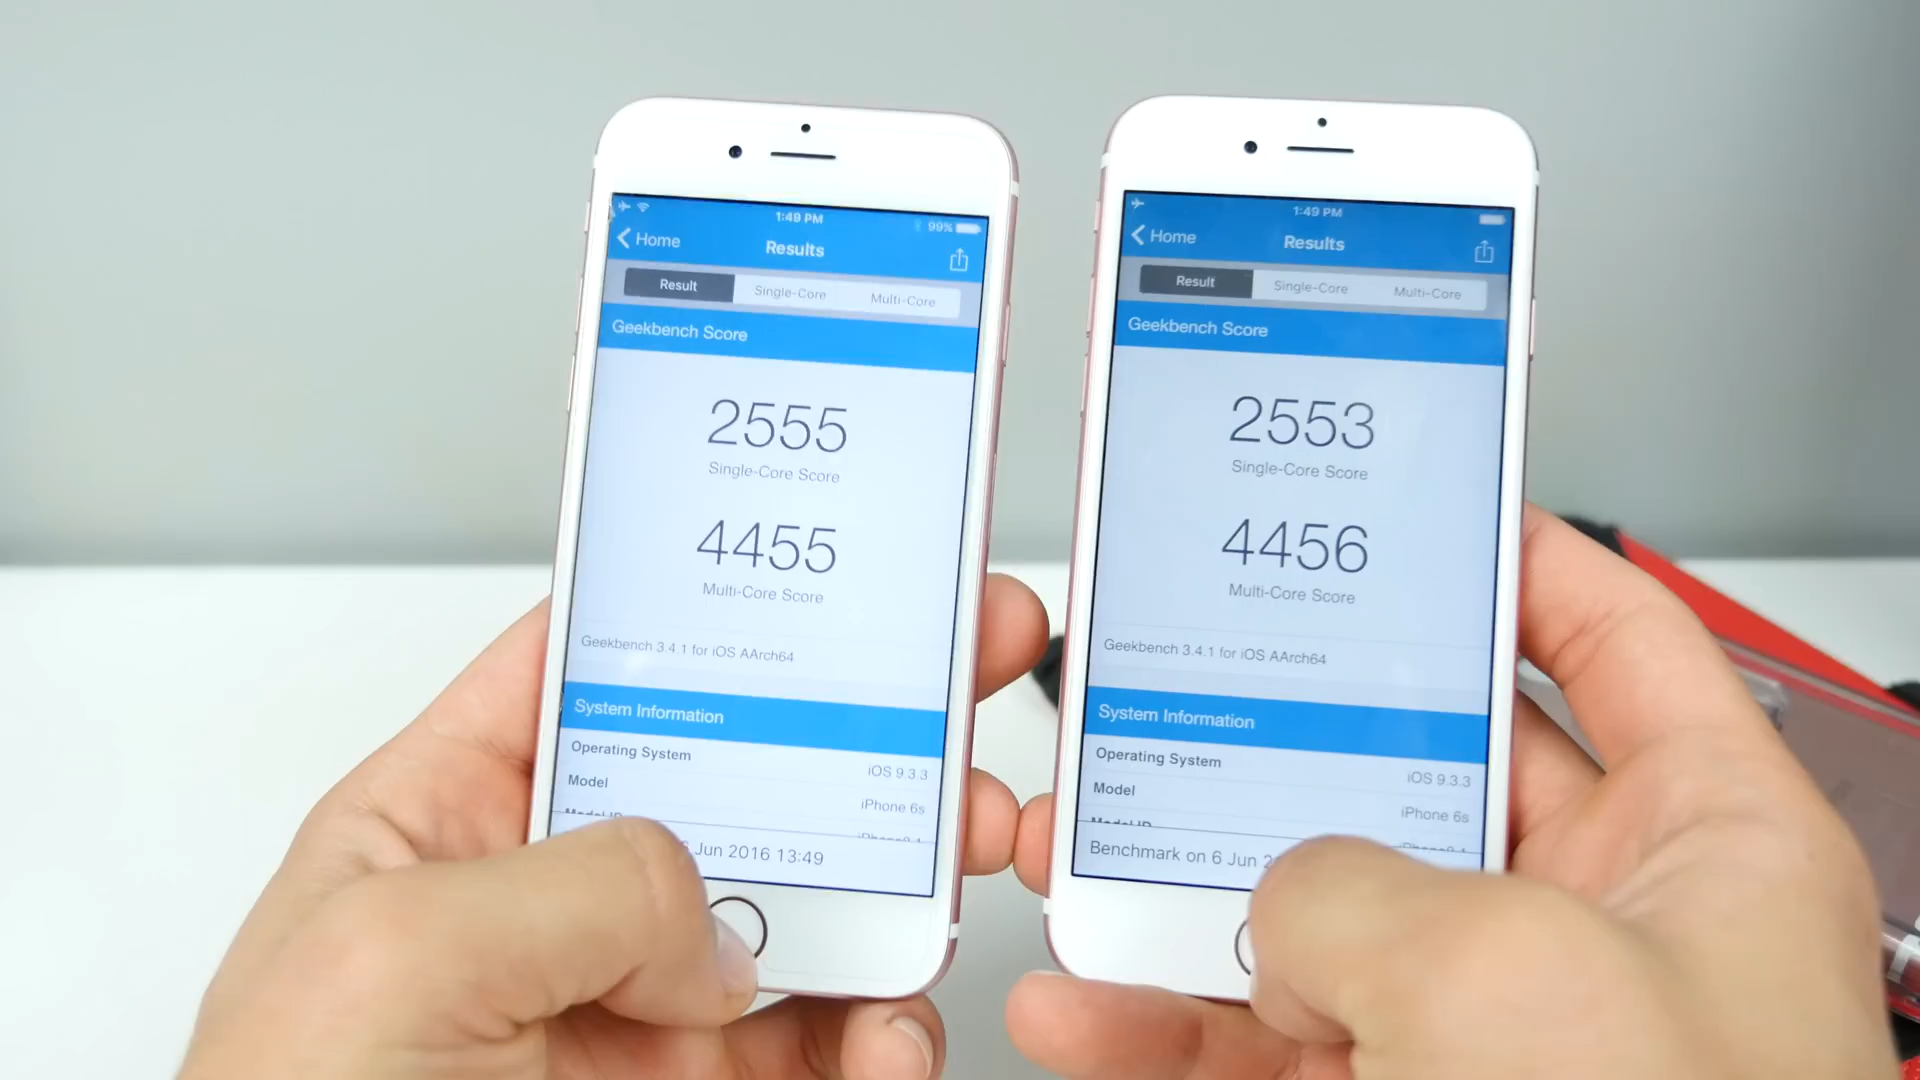 1:49 PM
99%
Home
Results
Result
Single-Core
Multi-Core
Geekbench Score
2555
Single-Core Score
4455
Multi-Core Score
Geekbench 3.4.1 for iOS AArch64
System Information
Operating System
iOS 9.3.3
Model
iPhone 6s
Jun 2016 13:49
1:49 PM
Home
Results
Result
Single-Core
Multi-Core
Geekbench Score
2553
Single-Core Score
4456
Multi-Core Score
Geekbench 3.4.1 for iOS AArch64
System Information
Operating System
iOS 9.3.3
Model
iPhone 6s
Benchmark on 6 Jun